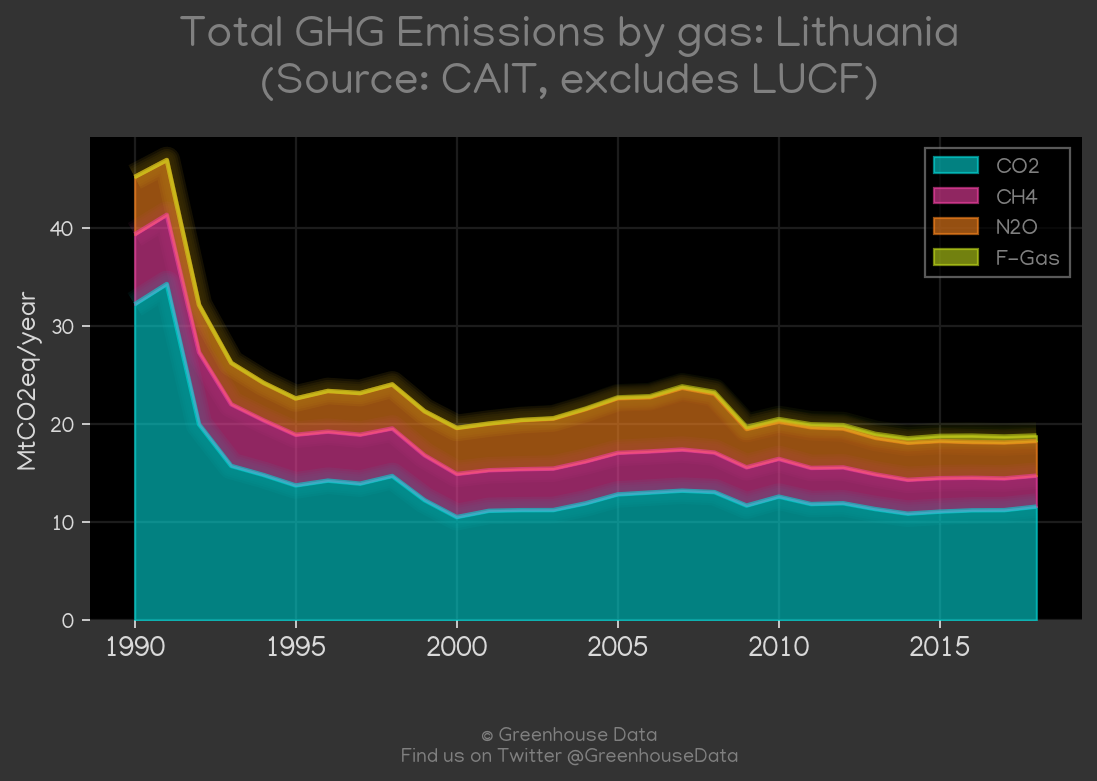 Total GHG Emissions by gas: Lithuania
(Source: CAIT, excludes LUCF)
CO2
CH4
N2O
F-Gas
MtCO2eq/year
40
30
20
10
0
1990 1995 2000 2005 2010 2015
© Greenhouse Data
Find us on Twitter @GreenhouseData